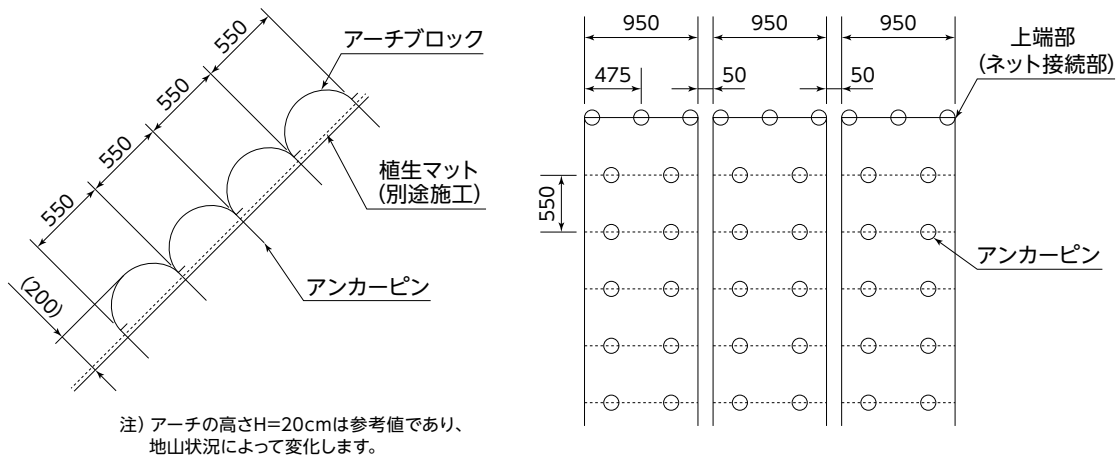 550
550
550
550
(200)
アーチブロック
植生マット
(別途施工)
アンカーピン
注) アーチの高さH=20cmは参考値であり、
地山状況によって変化します。
950
950
950
475
50
50
上端部
(ネット接続部)
550
アンカーピン